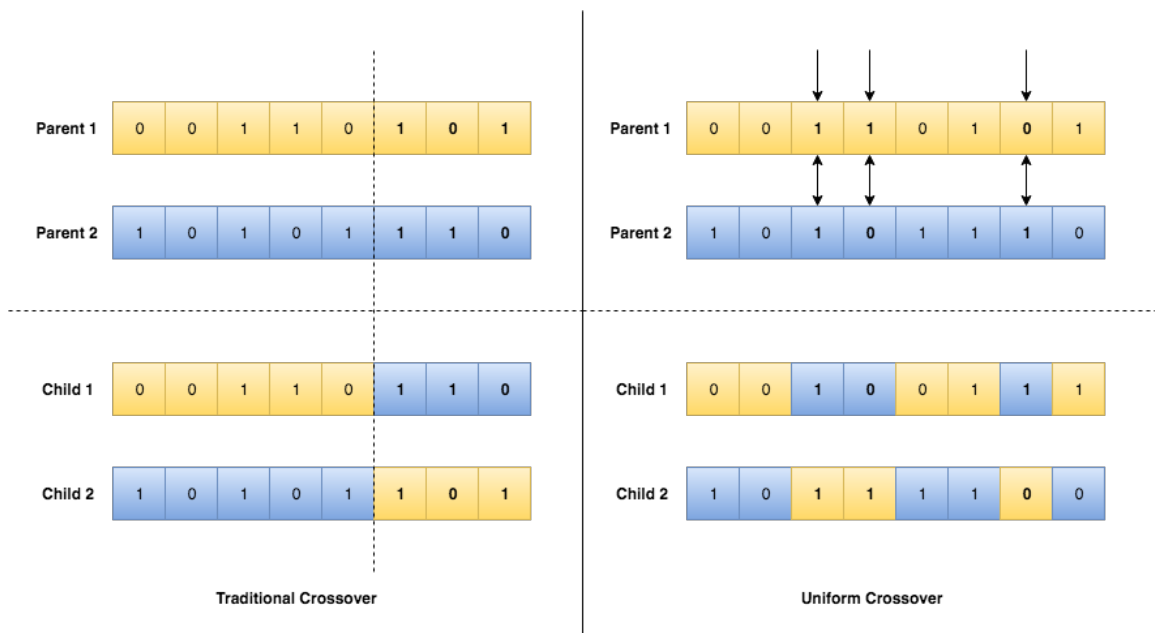 Parent 1 0 0 1 1 0 1 0 1
Parent 2 1 0 1 0 1 1 1 0
Child 1 0 0 1 1 0 1 1 0
Child 2 1 0 1 0 1 1 0 1
Traditional Crossover
Parent 1 0 0 1 1 0 1 0 1
Parent 2 1 0 1 0 1 1 1 0
Child 1 0 0 1 0 0 1 1 1
Child 2 1 0 1 1 1 1 0 0
Uniform Crossover